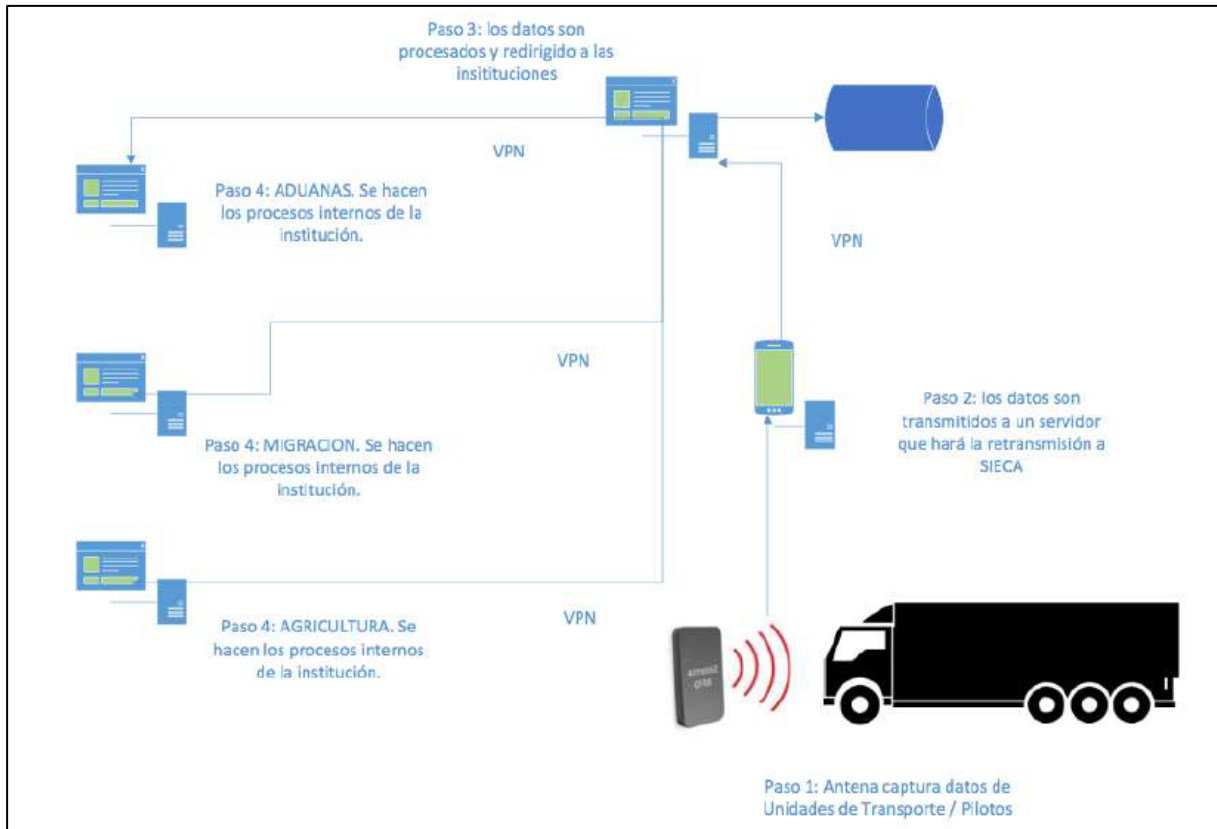 Paso 3: los datos son
procesados y redirigido a las
insitituciones
VPN
Paso 4: ADUANAS. Se hacen
los procesos internos de la
institución.
VPN
VPN
Paso 2: los datos son
transmitidos a un servidor
que hará la retransmisión a
SIECA
Paso 4: MIGRACION. Se hacen
los procesos internos de la
institución.
VPN
Paso 4: AGRICULTURA. Se
hacen los procesos internos
de la institución.
Paso 1: Antena captura datos de
Unidades de Transporte / Pilotos